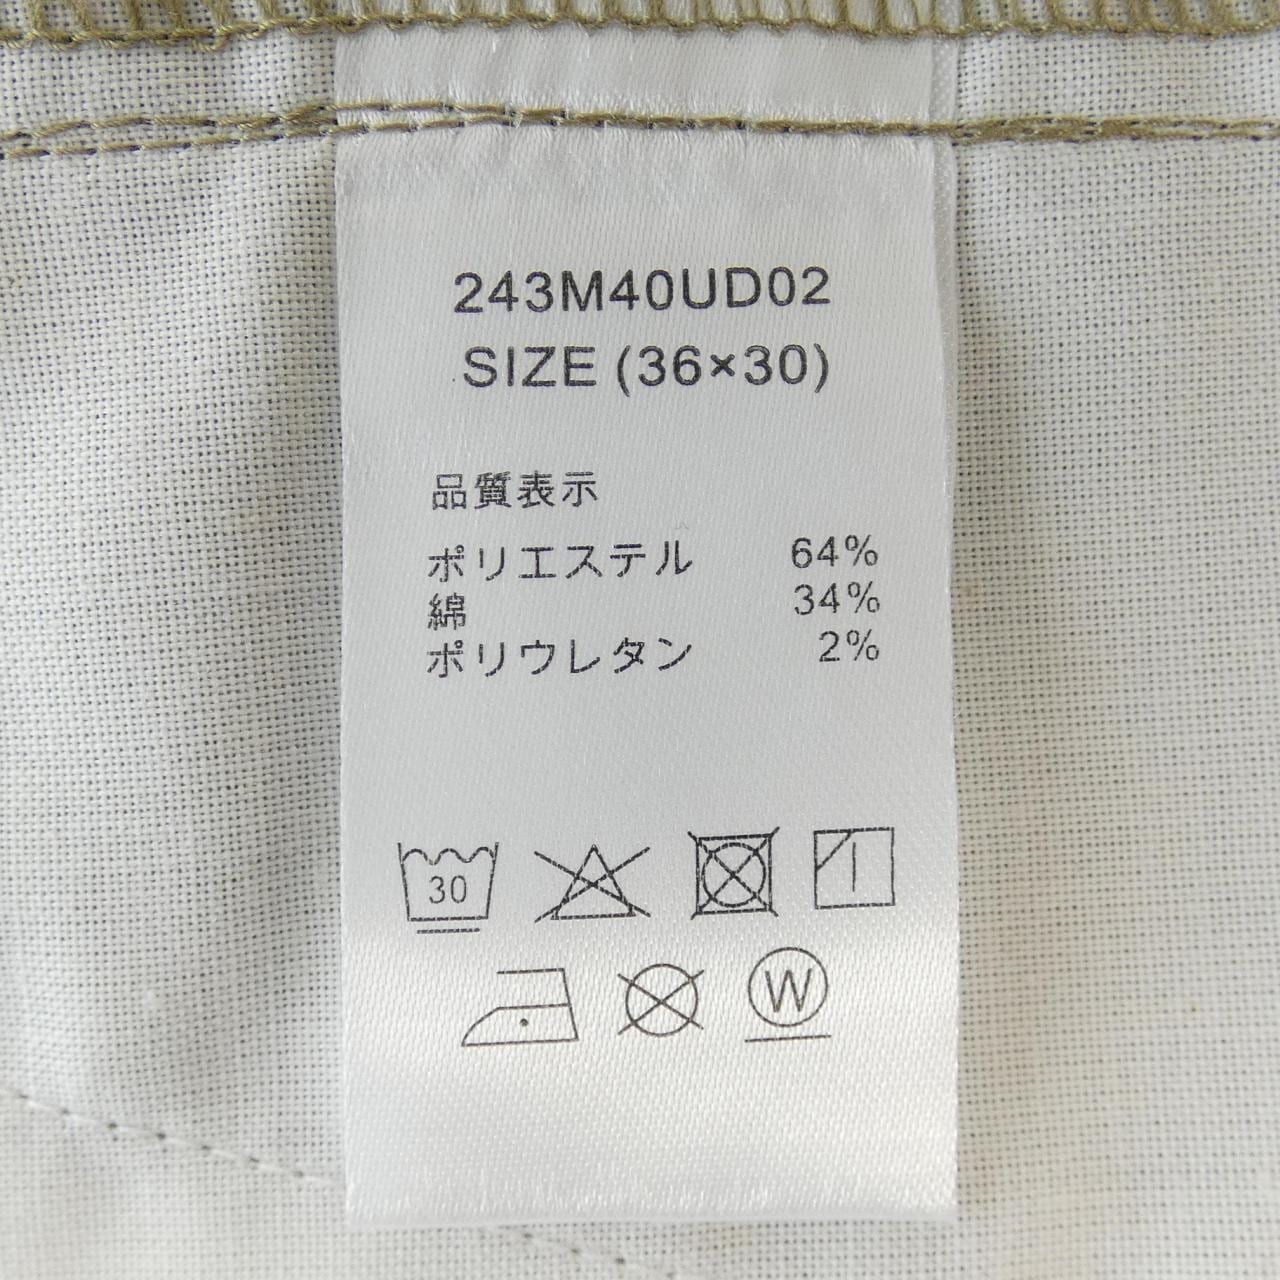 243M40UD02
SIZE (36×30)
品質表示
ポリエステル 64%
綿 34%
ポリウレタン 2%
30
W